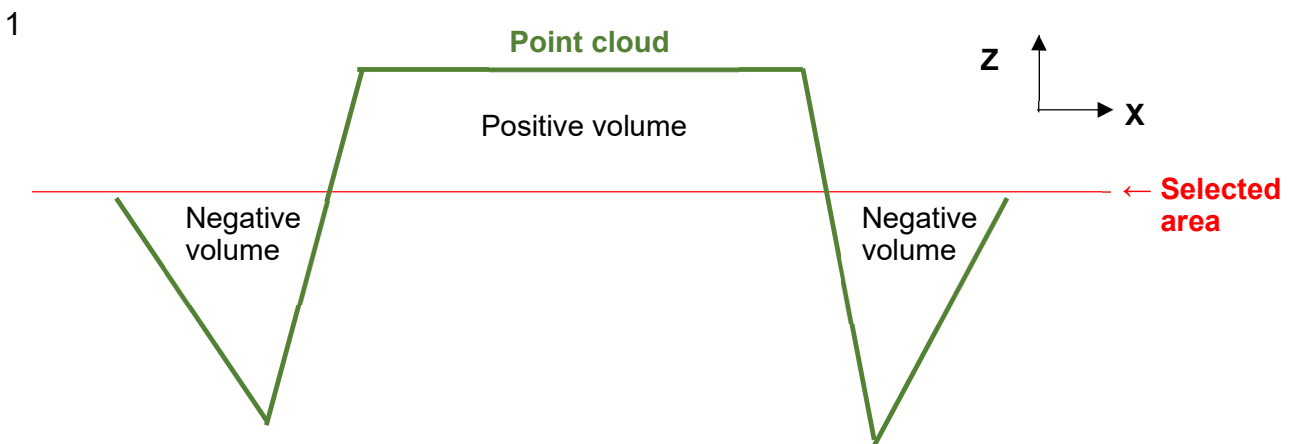 1
Point cloud
Z
X
Positive volume
← Selected
area
Negative
volume
Negative
volume